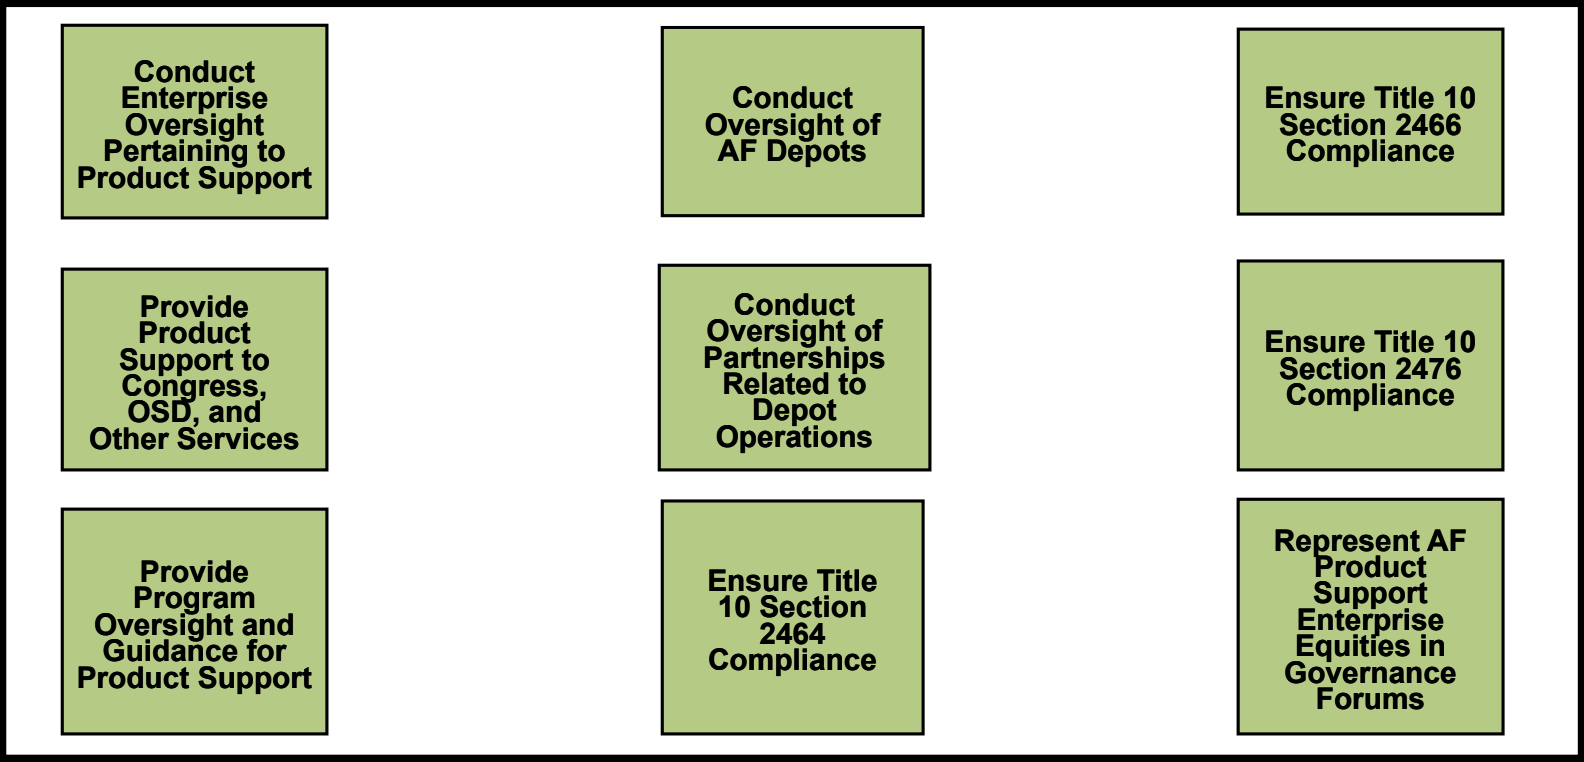 Conduct
Enterprise
Oversight
Pertaining to
Product Support
Conduct
Oversight of
AF Depots
Ensure Title 10
Section 2466
Compliance
Provide
Product
Support to
Congress,
OSD, and
Other Services
Conduct
Oversight of
Partnerships
Related to
Depot
Operations
Ensure Title 10
Section 2476
Compliance
Provide
Program
Oversight and
Guidance for
Product Support
Ensure Title
10 Section
2464
Compliance
Represent AF
Product
Support
Enterprise
Equities in
Governance
Forums